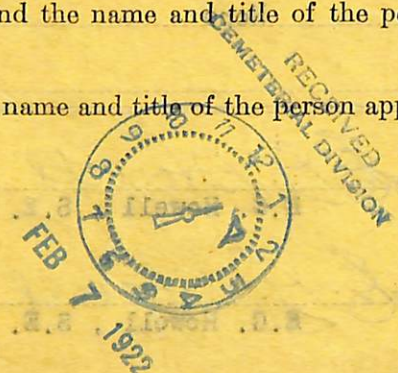 nd the name and title of the pe
RECEIVED
CEMETERIAL DIVISION
name and title of the person app
8 9 10 11 12 1 2 3 4 5 6 7
A
FEB 7 1922
E.G. Howell, S.E.